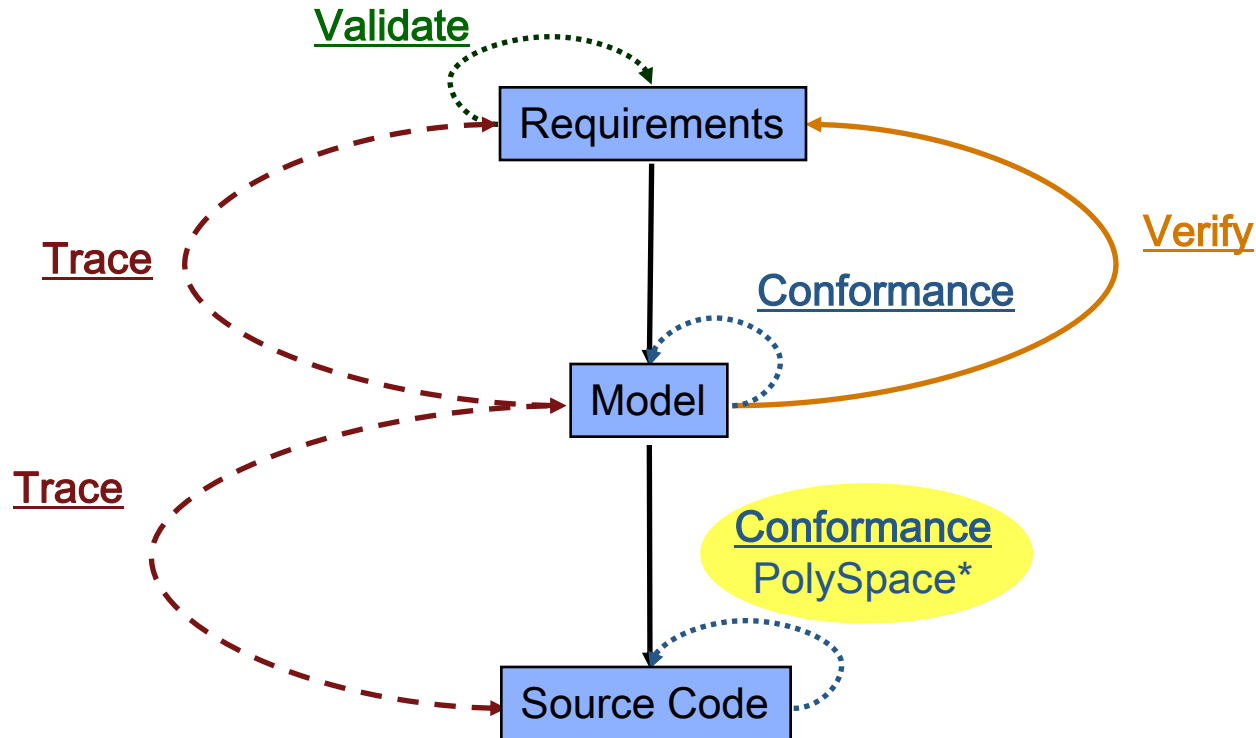 Validate
Requirements
Verify
Trace
Conformance
Model
Trace
Conformance
PolySpace*
Source Code